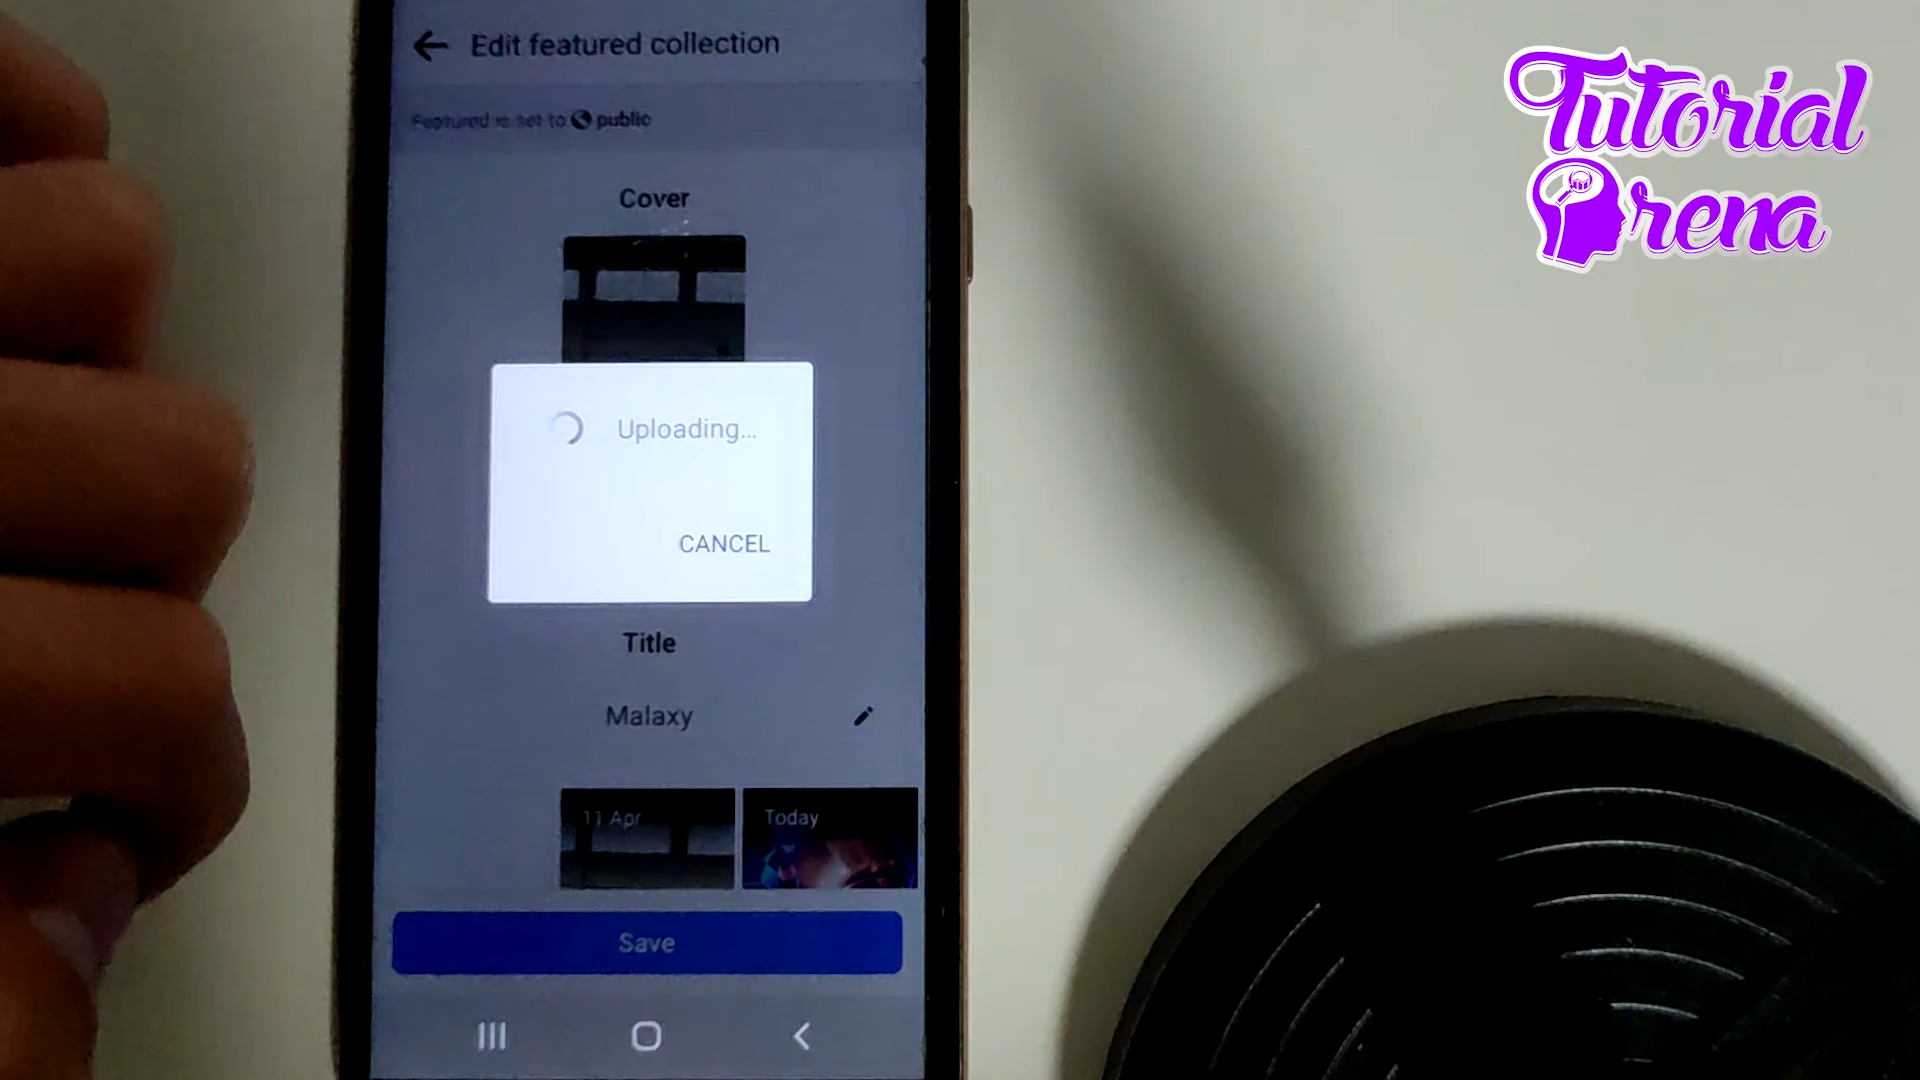 Edit featured collection
Featured is set to public
Cover
Uploading...
CANCEL
Title
Malaxy
11 Apr
Today
Save
Tutorial
Arena